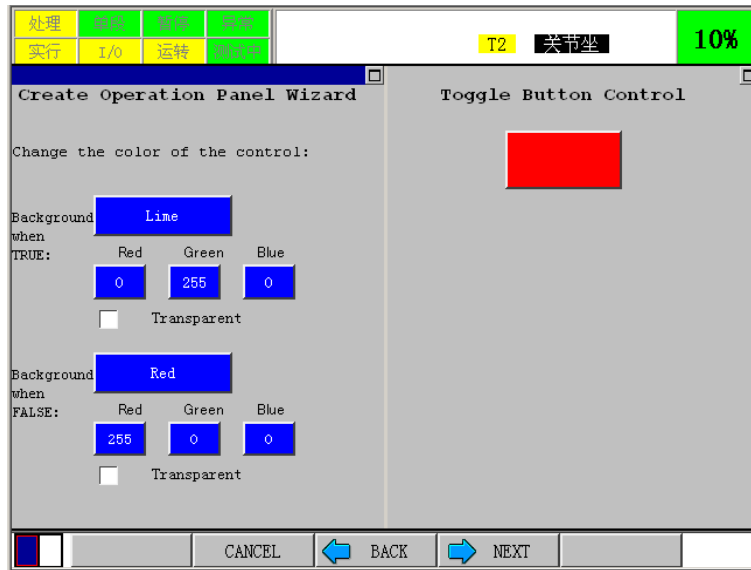 处理 单段 暂停 异常
实行 I/O 运转 测试中
T2 关节坐 10%
Create Operation Panel Wizard
Toggle Button Control
Change the color of the control:
Background when TRUE:
Lime
Red Green Blue
0 255 0
Transparent
Background when FALSE:
Red
Red Green Blue
255 0 0
Transparent
CANCEL BACK NEXT